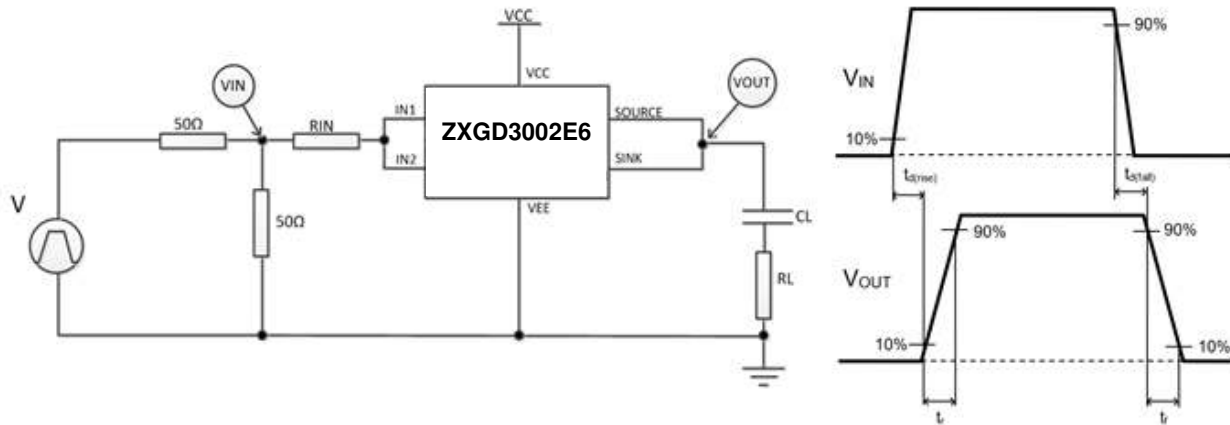 VCC
VIN
VOUT
VCC
50Ω
RIN
IN1
ZXGD3002E6
SOURCE
IN2
SINK
V
50Ω
VEE
CL
RL
90%
VIN
10%
td(rise)
td(fall)
90%
90%
VOUT
10%
10%
tr
tf